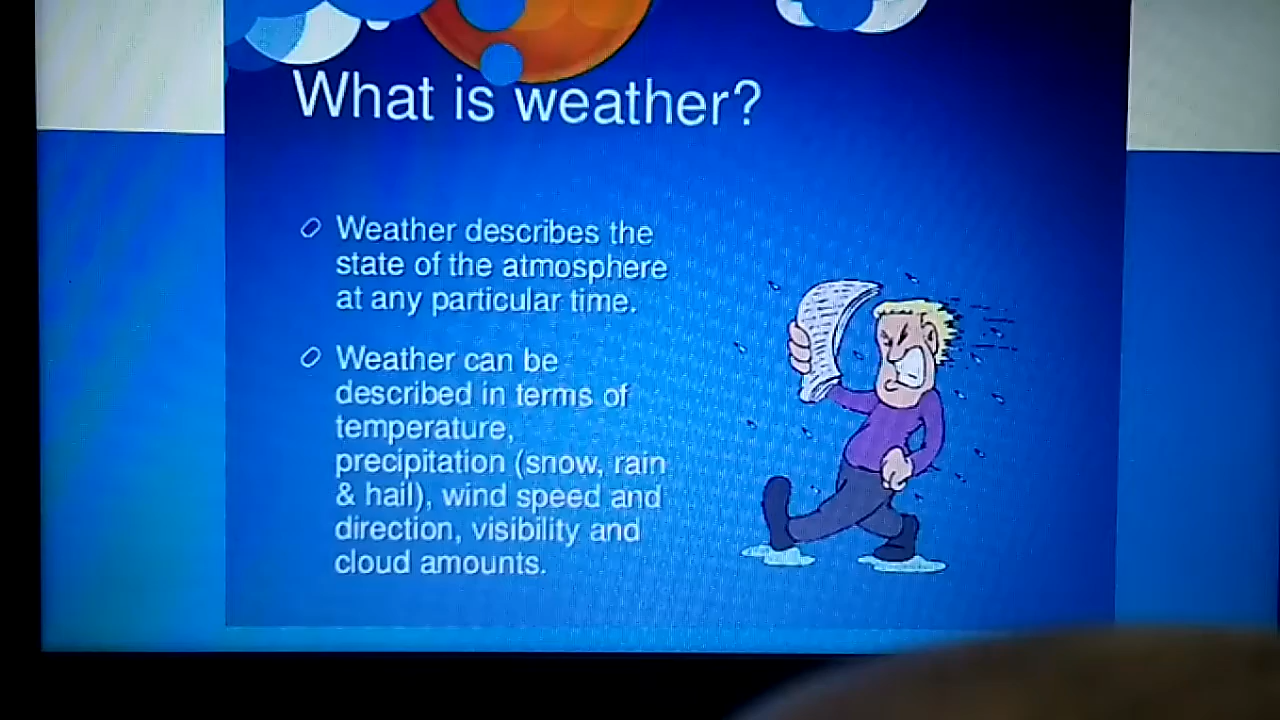 What is weather?
Weather describes the
state of the atmosphere
at any particular time.
Weather can be
described in terms of
temperature,
precipitation (snow, rain
& hail), wind speed and
direction, visibility and
cloud amounts.